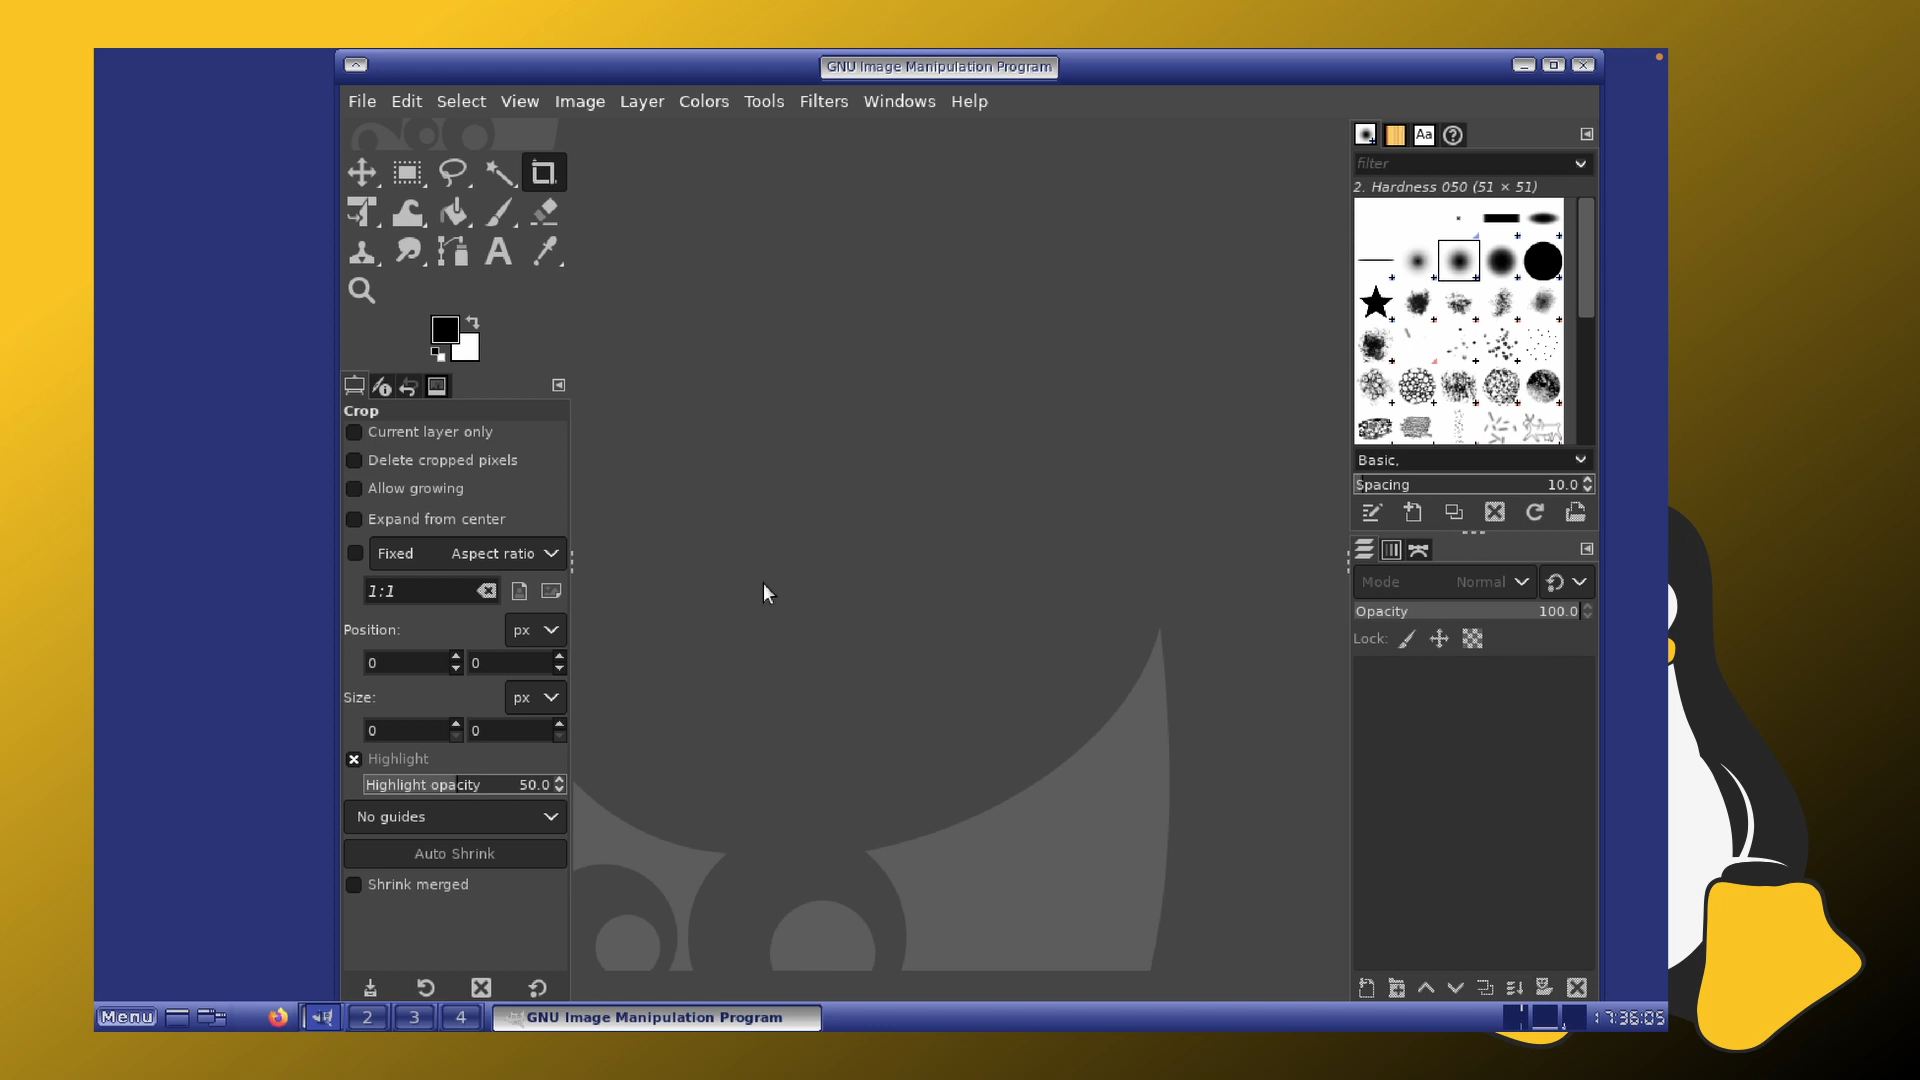 GNU Image Manipulation Program
File Edit Select View Image Layer Colors Tools Filters Windows Help
Aa
filter
2. Hardness 050 (51 × 51)
Basic,
Spacing 10.0
Crop
Current layer only
Delete cropped pixels
Allow growing
Expand from center
Fixed Aspect ratio
1:1
Position: px
0 0
Size: px
0 0
Highlight
Highlight opacity 50.0
No guides
Auto Shrink
Shrink merged
Mode Normal
Opacity 100.0
Lock:
Menu 2 3 4 GNU Image Manipulation Program 17:36:05